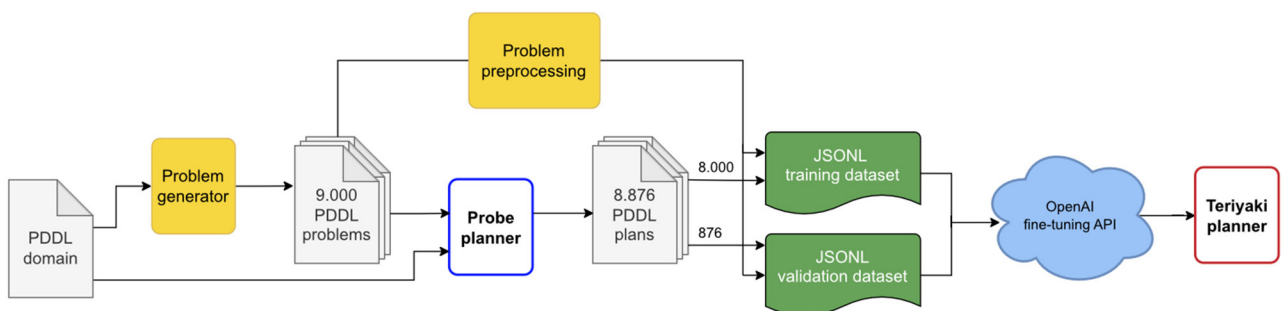 Problem
preprocessing
Problem
generator
PDDL
domain
9.000
PDDL
problems
Probe
planner
8.876
PDDL
plans
8.000
876
JSONL
training dataset
JSONL
validation dataset
OpenAI
fine-tuning API
Teriyaki
planner